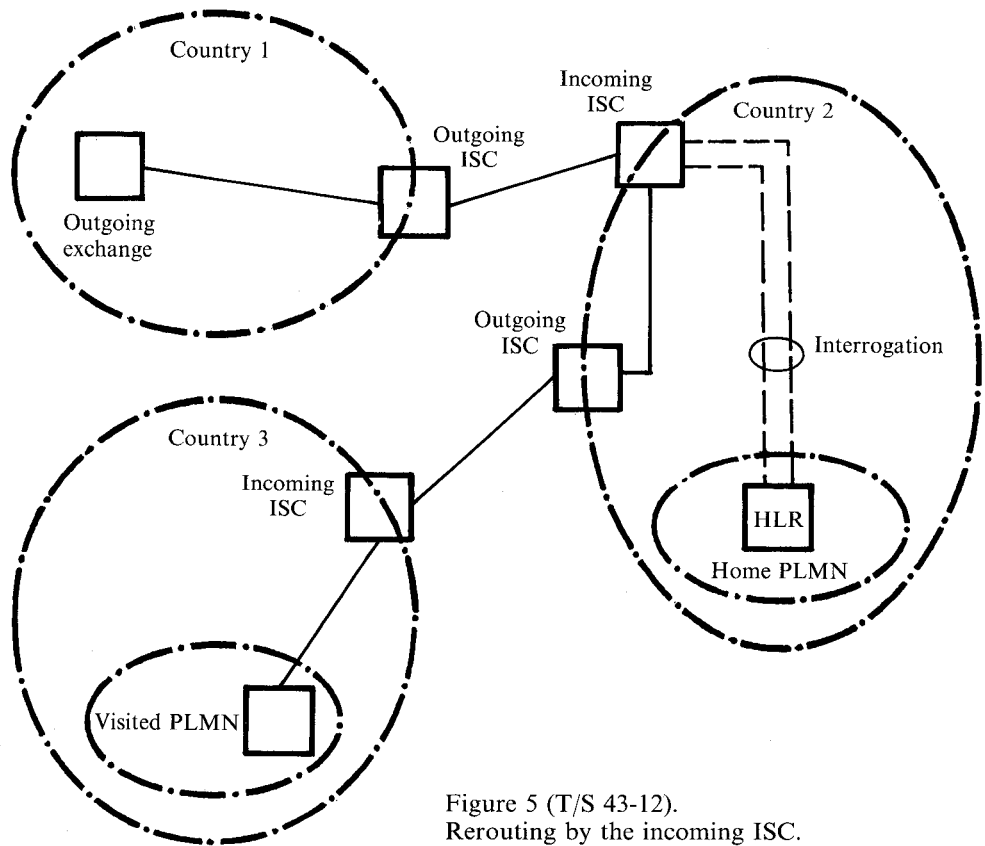 Country 1
Outgoing
exchange
Outgoing
ISC
Incoming
ISC
Country 2
Outgoing
ISC
Interrogation
HLR
Home PLMN
Country 3
Incoming
ISC
Visited PLMN
Figure 5 (T/S 43-12).
Rerouting by the incoming ISC.